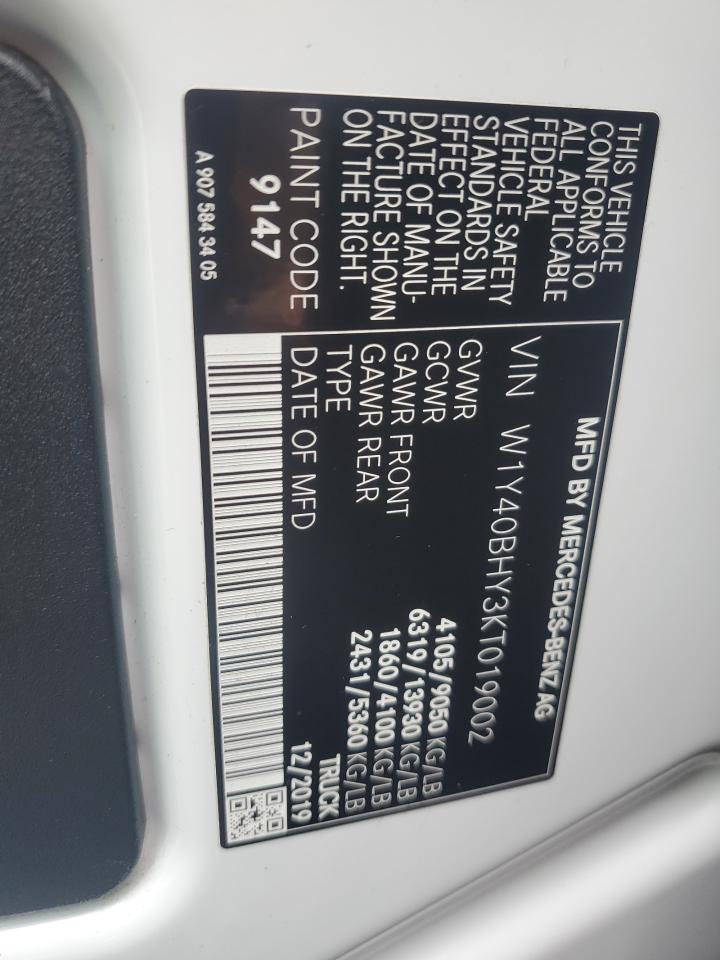 MFD BY MERCEDES-BENZ AG
THIS VEHICLE
CONFORMS TO
ALL APPLICABLE
FEDERAL
VEHICLE SAFETY
STANDARDS IN
EFFECT ON THE
DATE OF MANU-
FACTURE SHOWN
ON THE RIGHT.
PAINT CODE
9147
A 907 584 34 05
VIN W1Y40BHY3KT019002
GVWR 4105/9050 KG/LB
GCWR 6319/13930 KG/LB
GAWR FRONT 1860/4100 KG/LB
GAWR REAR 2431/5360 KG/LB
TYPE TRUCK
DATE OF MFD 12/2019